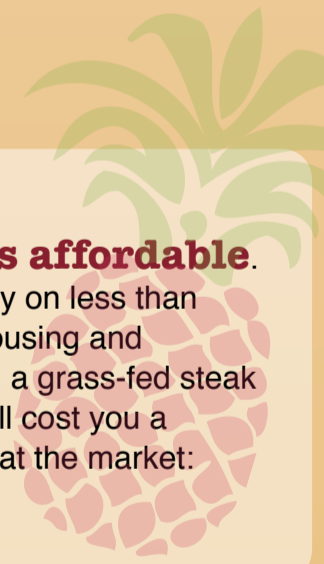 s affordable.
y on less than
ousing and
a grass-fed steak
ll cost you a
at the market: